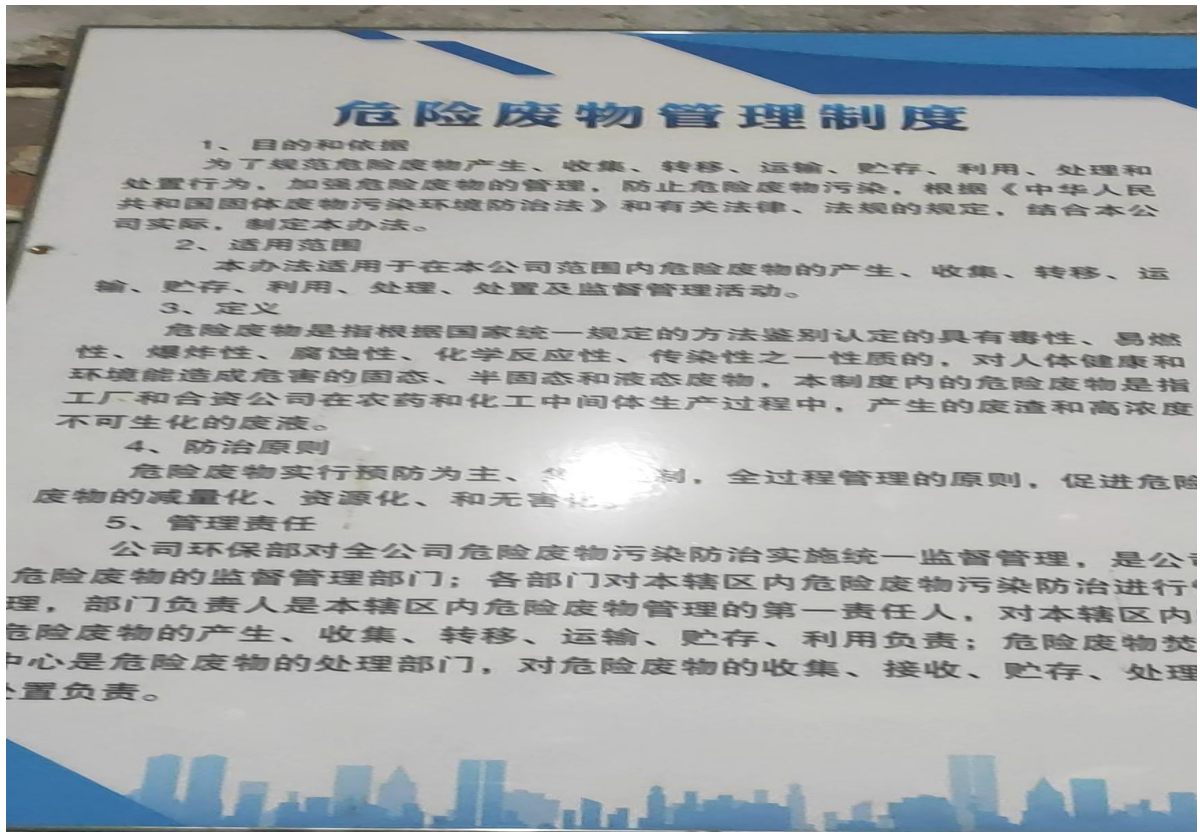 危险废物管理制度
1、目的和依据
为了规范危险废物产生、收集、转移、运输、贮存、利用、处理和
处置行为，加强危险废物的管理，防止危险废物污染，根据《中华人民
共和国固体废物污染环境防治法》和有关法律、法规的规定，结合本公
司实际，制定本办法。
2、适用范围
本办法适用于在本公司范围内危险废物的产生、收集、转移、运
输、贮存、利用、处理、处置及监督管理活动。
3、定义
危险废物是指根据国家统一规定的方法鉴别认定的具有毒性、易燃
性、爆炸性、腐蚀性、化学反应性、传染性之一性质的，对人体健康和
环境能造成危害的固态、半固态和液态废物，本制度内的危险废物是指
工厂和合资公司在农药和化工中间体生产过程中，产生的废渣和高浓度
不可生化的废液。
4、防治原则
危险废物实行预防为主、制，全过程管理的原则，促进危险
废物的减量化、资源化、和无害化。
5、管理责任
公司环保部对全公司危险废物污染防治实施统一监督管理，是公司
危险废物的监督管理部门；各部门对本辖区内危险废物污染防治进行
理，部门负责人是本辖区内危险废物管理的第一责任人，对本辖区内
危险废物的产生、收集、转移、运输、贮存、利用负责；危险废物焚
中心是危险废物的处理部门，对危险废物的收集、接收、贮存、处理
置负责。